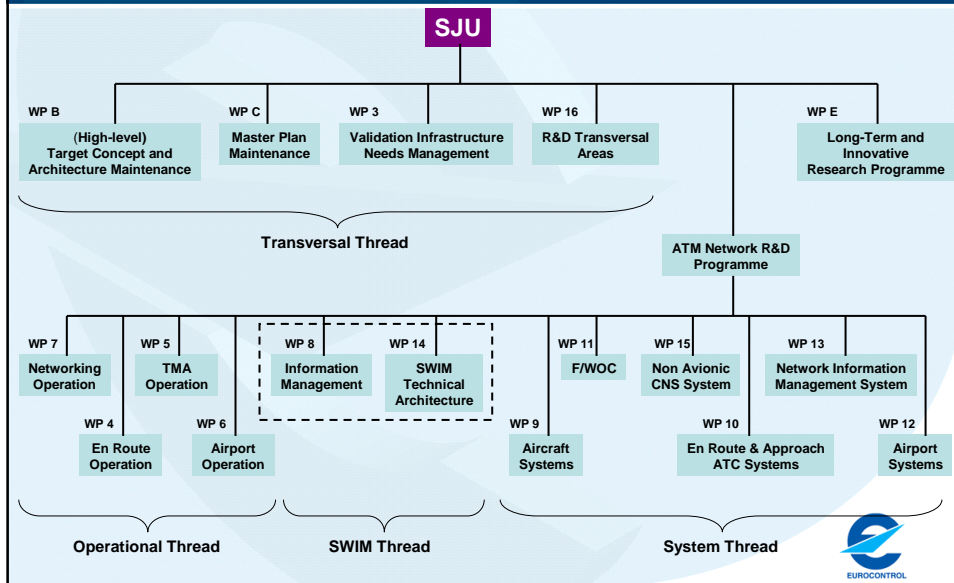 SJU
WP B
(High-level)
Target Concept and
Architecture Maintenance
WP C
Master Plan
Maintenance
WP 3
Validation Infrastructure
Needs Management
WP 16
R&D Transversal
Areas
WP E
Long-Term and
Innovative
Research Programme
Transversal Thread
ATM Network R&D
Programme
WP 7
Networking
Operation
WP 5
TMA
Operation
WP 8
Information
Management
WP 14
SWIM
Technical
Architecture
WP 11
F/WOC
WP 15
Non Avionic
CNS System
WP 13
Network Information
Management System
WP 4
En Route
Operation
WP 6
Airport
Operation
WP 9
Aircraft
Systems
WP 10
En Route & Approach
ATC Systems
WP 12
Airport
Systems
Operational Thread
SWIM Thread
System Thread
EUROCONTROL